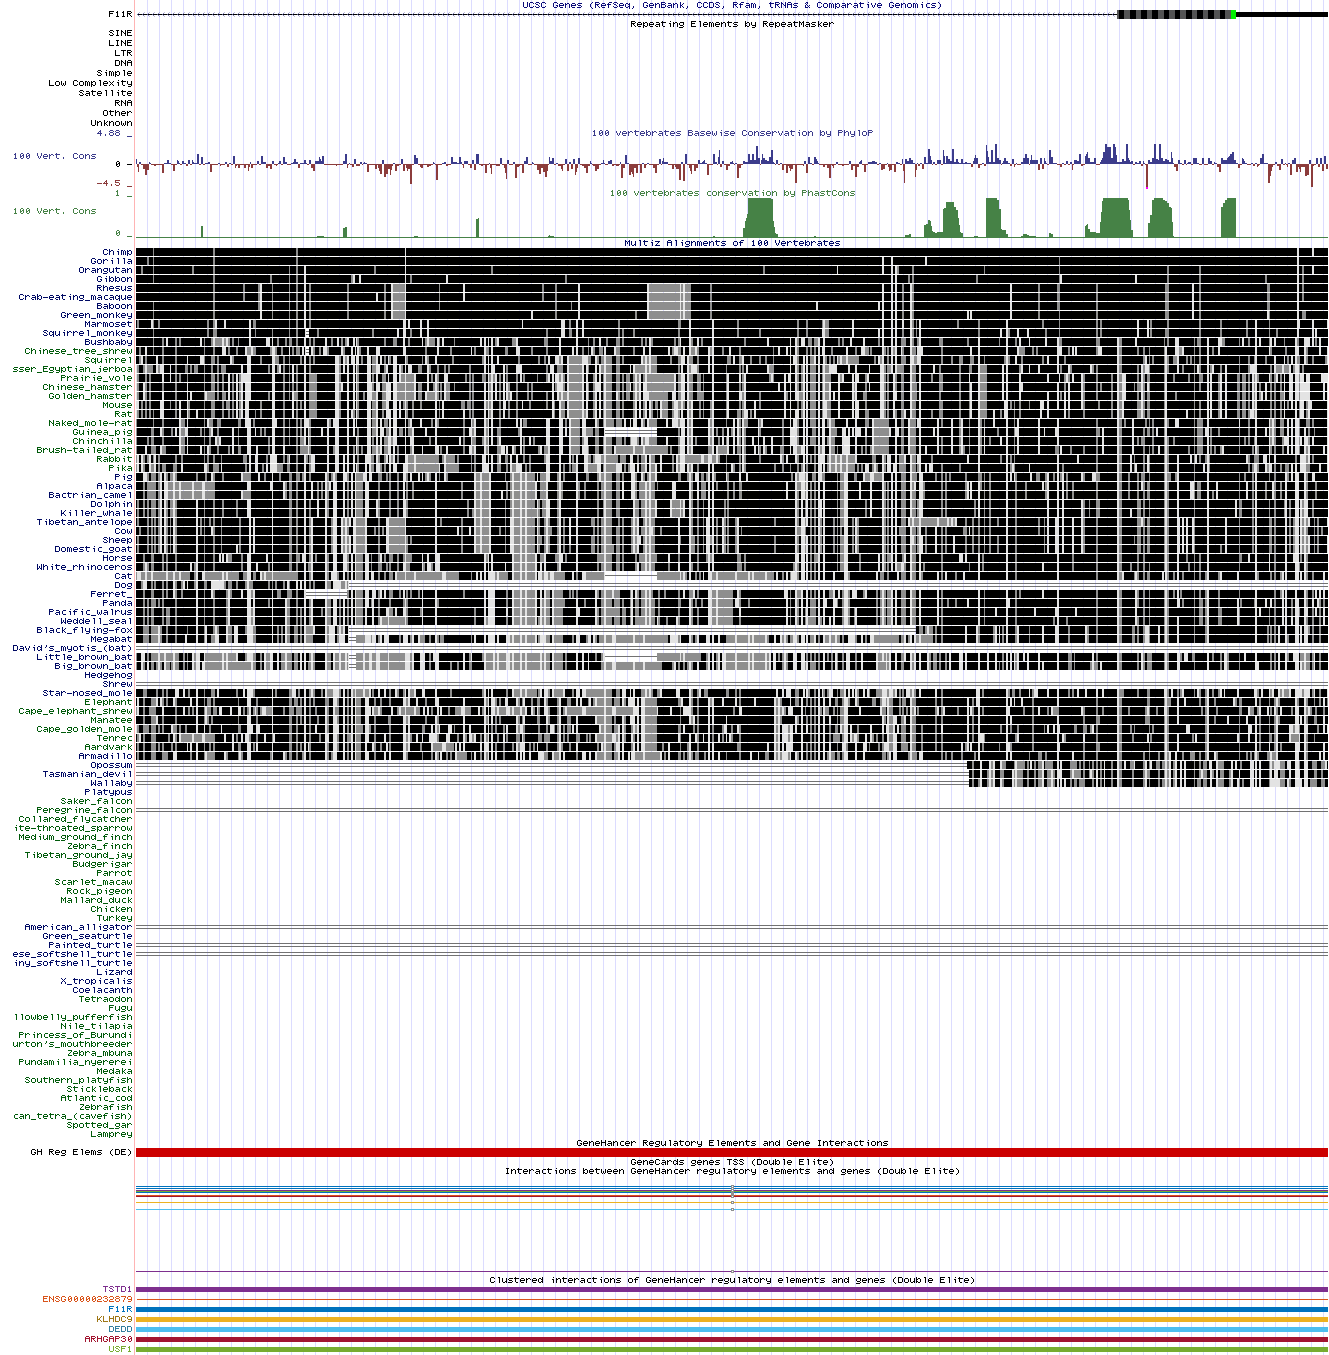 UCSC Genes (RefSeq, GenBank, CCDS, Rfam, tRNAs & Comparative Genomics)
F11R
Repeating Elements by RepeatMasker
SINE
LINE
LTR
DNA
Simple
Low Complexity
Satellite
RNA
Other
Unknown
4.88 _
100 vertebrates Basewise Conservation by PhyloP
100 Vert. Cons
0 _
-4.5 _
100 vertebrates conservation by PhastCons
1 _
100 Vert. Cons
0 _
Multiz Alignments of 100 Vertebrates
Chimp
Gorilla
Orangutan
Gibbon
Rhesus
Crab-eating_macaque
Baboon
Green_monkey
Marmoset
Squirrel_monkey
Bushbaby
Chinese_tree_shrew
Squirrel
sser_Egyptian_jerboa
Prairie_vole
Chinese_hamster
Golden_hamster
Mouse
Rat
Naked_mole-rat
Guinea_pig
Chinchilla
Brush-tailed_rat
Rabbit
Pika
Pig
Alpaca
Bactrian_camel
Dolphin
Killer_whale
Tibetan_antelope
Cow
Sheep
Domestic_goat
Horse
White_rhinoceros
Cat
Dog
Ferret_
Panda
Pacific_walrus
Weddell_seal
Black_flying-fox
Megabat
David's_myotis_(bat)
Little_brown_bat
Big_brown_bat
Hedgehog
Shrew
Star-nosed_mole
Elephant
Cape_elephant_shrew
Manatee
Cape_golden_mole
Tenrec
Aardvark
Armadillo
Opossum
Tasmanian_devil
Wallaby
Platypus
Saker_falcon
Peregrine_falcon
Collared_flycatcher
ite-throated_sparrow
Medium_ground_finch
Zebra_finch
Tibetan_ground_jay
Budgerigar
Parrot
Scarlet_macaw
Rock_pigeon
Mallard_duck
Chicken
Turkey
American_alligator
Green_seaturtle
Painted_turtle
ese_softshell_turtle
iny_softshell_turtle
Lizard
X_tropicalis
Coelacanth
Tetraodon
Fugu
llowbelly_pufferfish
Nile_tilapia
Princess_of_Burundi
urton's_mouthbreeder
Zebra_mbuna
Pundamilia_nyererei
Medaka
Southern_platyfish
Stickleback
Atlantic_cod
Zebrafish
can_tetra_(cavefish)
Spotted_gar
Lamprey
GeneHancer Regulatory Elements and Gene Interactions
GH Reg Elems (DE)
GeneCards genes TSS (Double Elite)
Interactions between GeneHancer regulatory elements and genes (Double Elite)
Clustered interactions of GeneHancer regulatory elements and genes (Double Elite)
TSTD1
ENSG00000232879
F11R
KLHDC9
DEDD
ARHGAP30
USF1